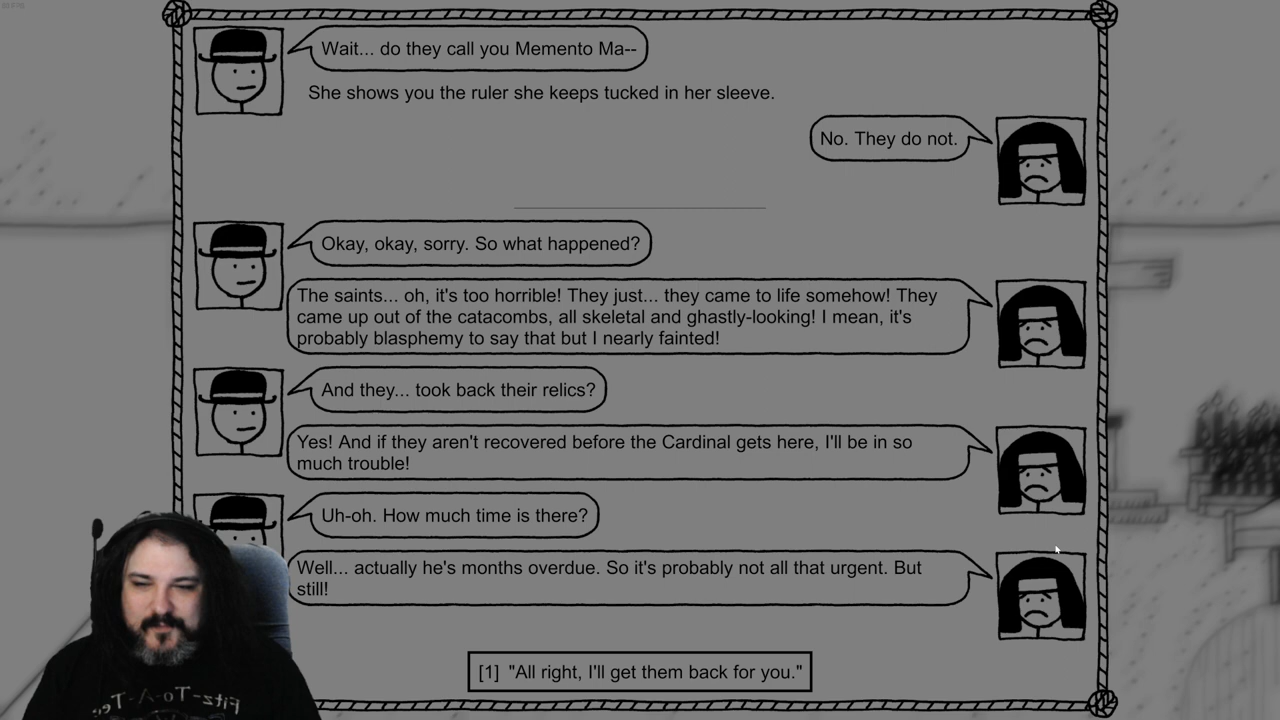 Wait... do they call you Memento Ma--
She shows you the ruler she keeps tucked in her sleeve.
No. They do not.
Okay, okay, sorry. So what happened?
The saints... oh, it's too horrible! They just... they came to life somehow! They
came up out of the catacombs, all skeletal and ghastly-looking! I mean, it's
probably blasphemy to say that but I nearly fainted!
And they... took back their relics?
Yes! And if they aren't recovered before the Cardinal gets here, I'll be in so
much trouble!
Uh-oh. How much time is there?
Well... actually he's months overdue. So it's probably not all that urgent. But
still!
[1] "All right, I'll get them back for you."